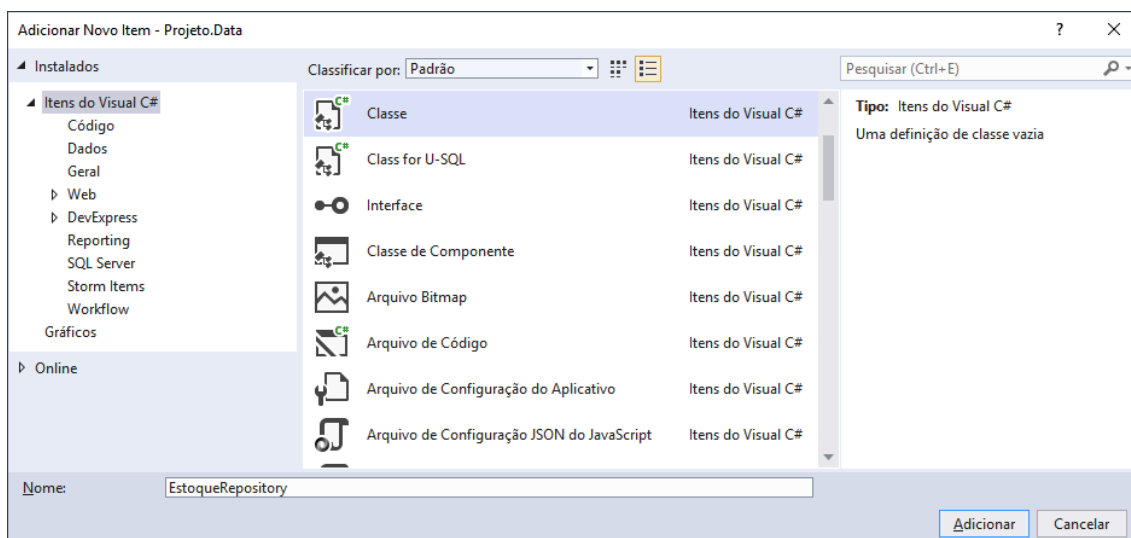 Adicionar Novo Item - Projeto.Data
?
Instalados
Classificar por: Padrão
Pesquisar (Ctrl+E)
Itens do Visual C#
Código
Dados
Geral
Web
DevExpress
Reporting
SQL Server
Storm Items
Workflow
Gráficos
Online
C# Classe Itens do Visual C#
C# Class for U-SQL Itens do Visual C#
Interface Itens do Visual C#
Classe de Componente Itens do Visual C#
Arquivo Bitmap Itens do Visual C#
C# Arquivo de Código Itens do Visual C#
Arquivo de Configuração do Aplicativo Itens do Visual C#
Arquivo de Configuração JSON do JavaScript Itens do Visual C#
Tipo: Itens do Visual C#
Uma definição de classe vazia
Nome: EstoqueRepository
Adicionar Cancelar